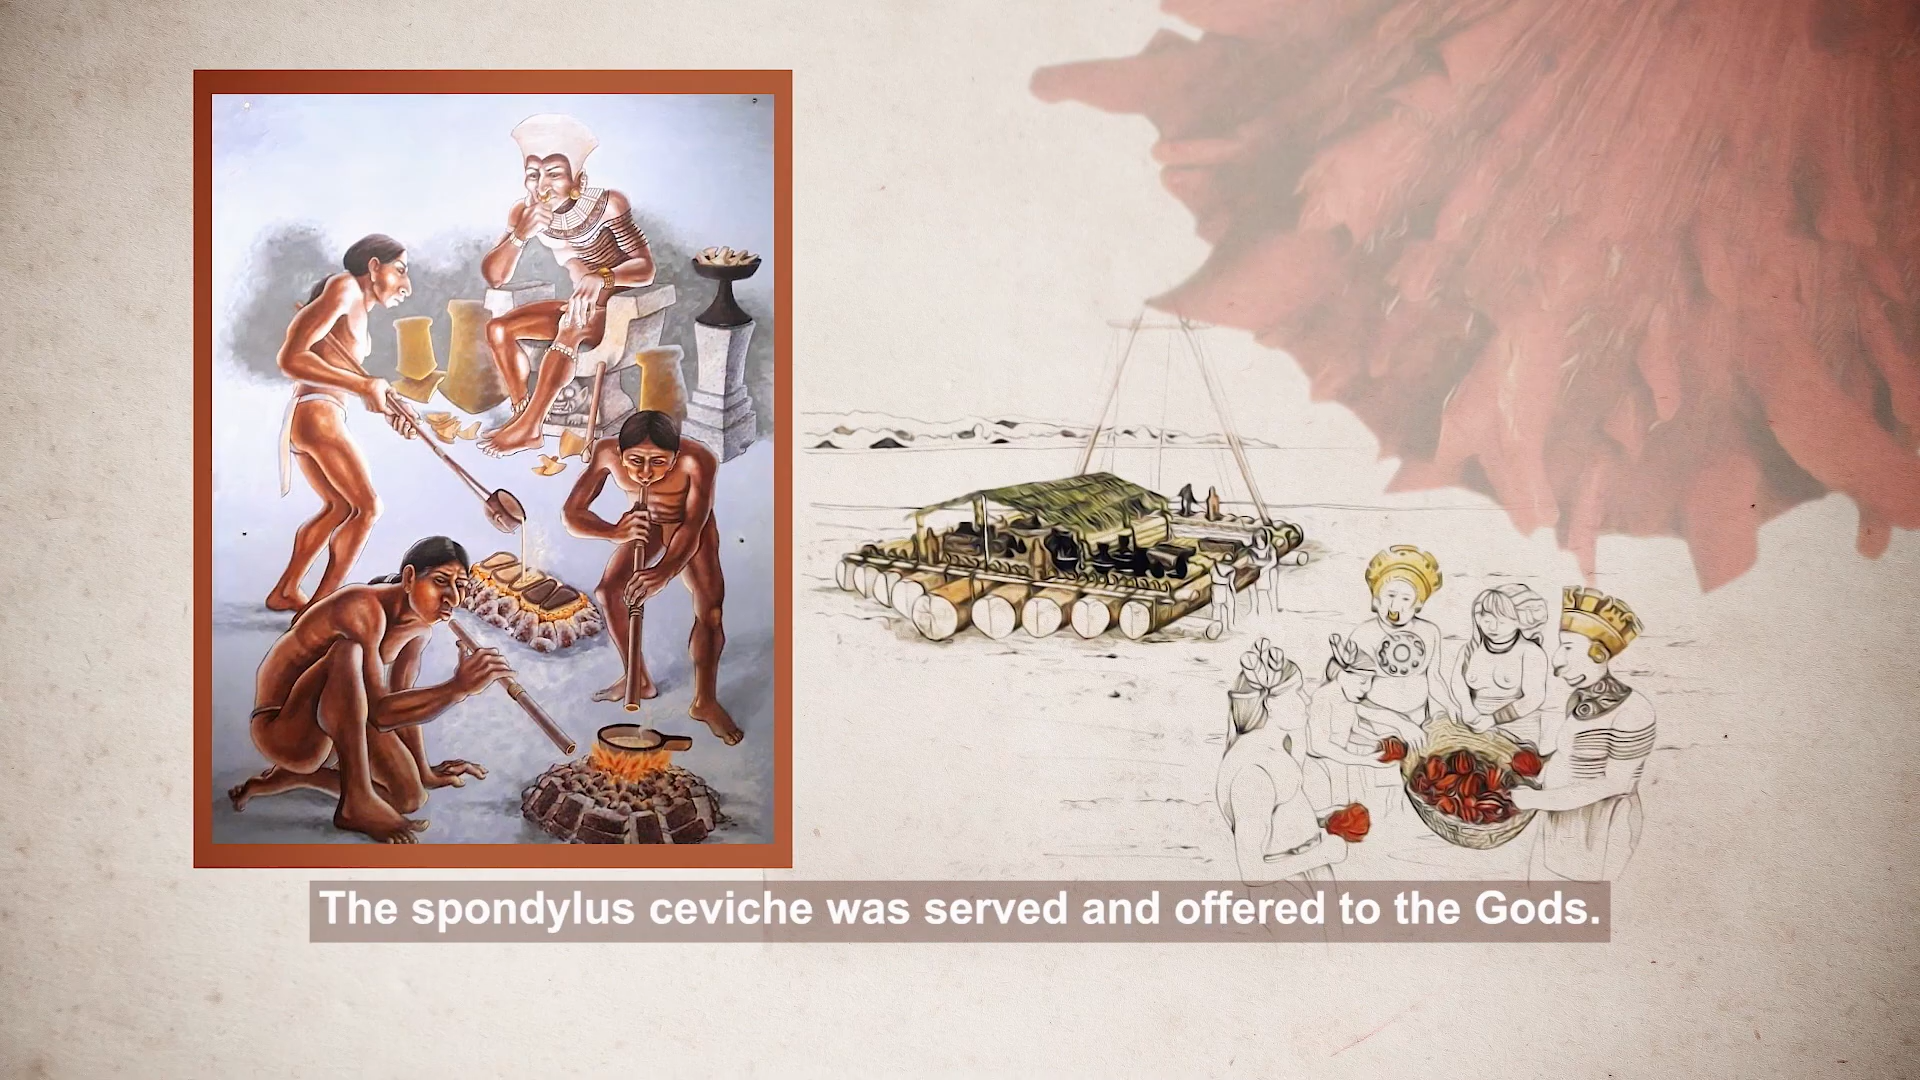 The spondylus ceviche was served and offered to the Gods.